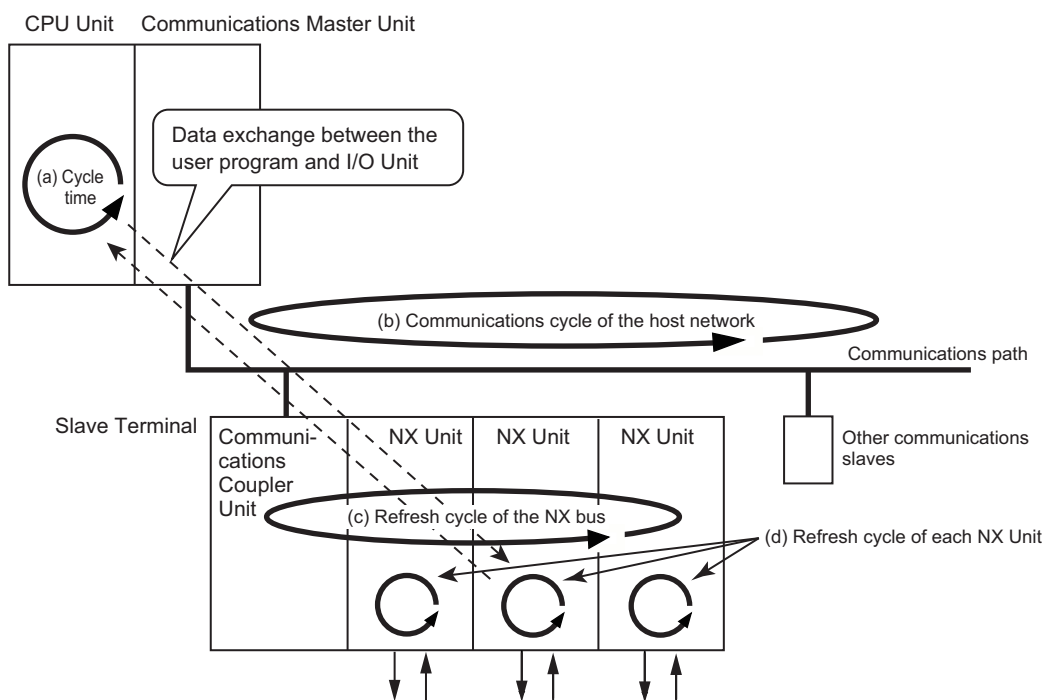 CPU Unit
Communications Master Unit
Data exchange between the
user program and I/O Unit
(a) Cycle
time
(b) Communications cycle of the host network
Communications path
Slave Terminal
Communi-
cations
Coupler
Unit
NX Unit
NX Unit
NX Unit
Other communications
slaves
(c) Refresh cycle of the NX bus
(d) Refresh cycle of each NX Unit